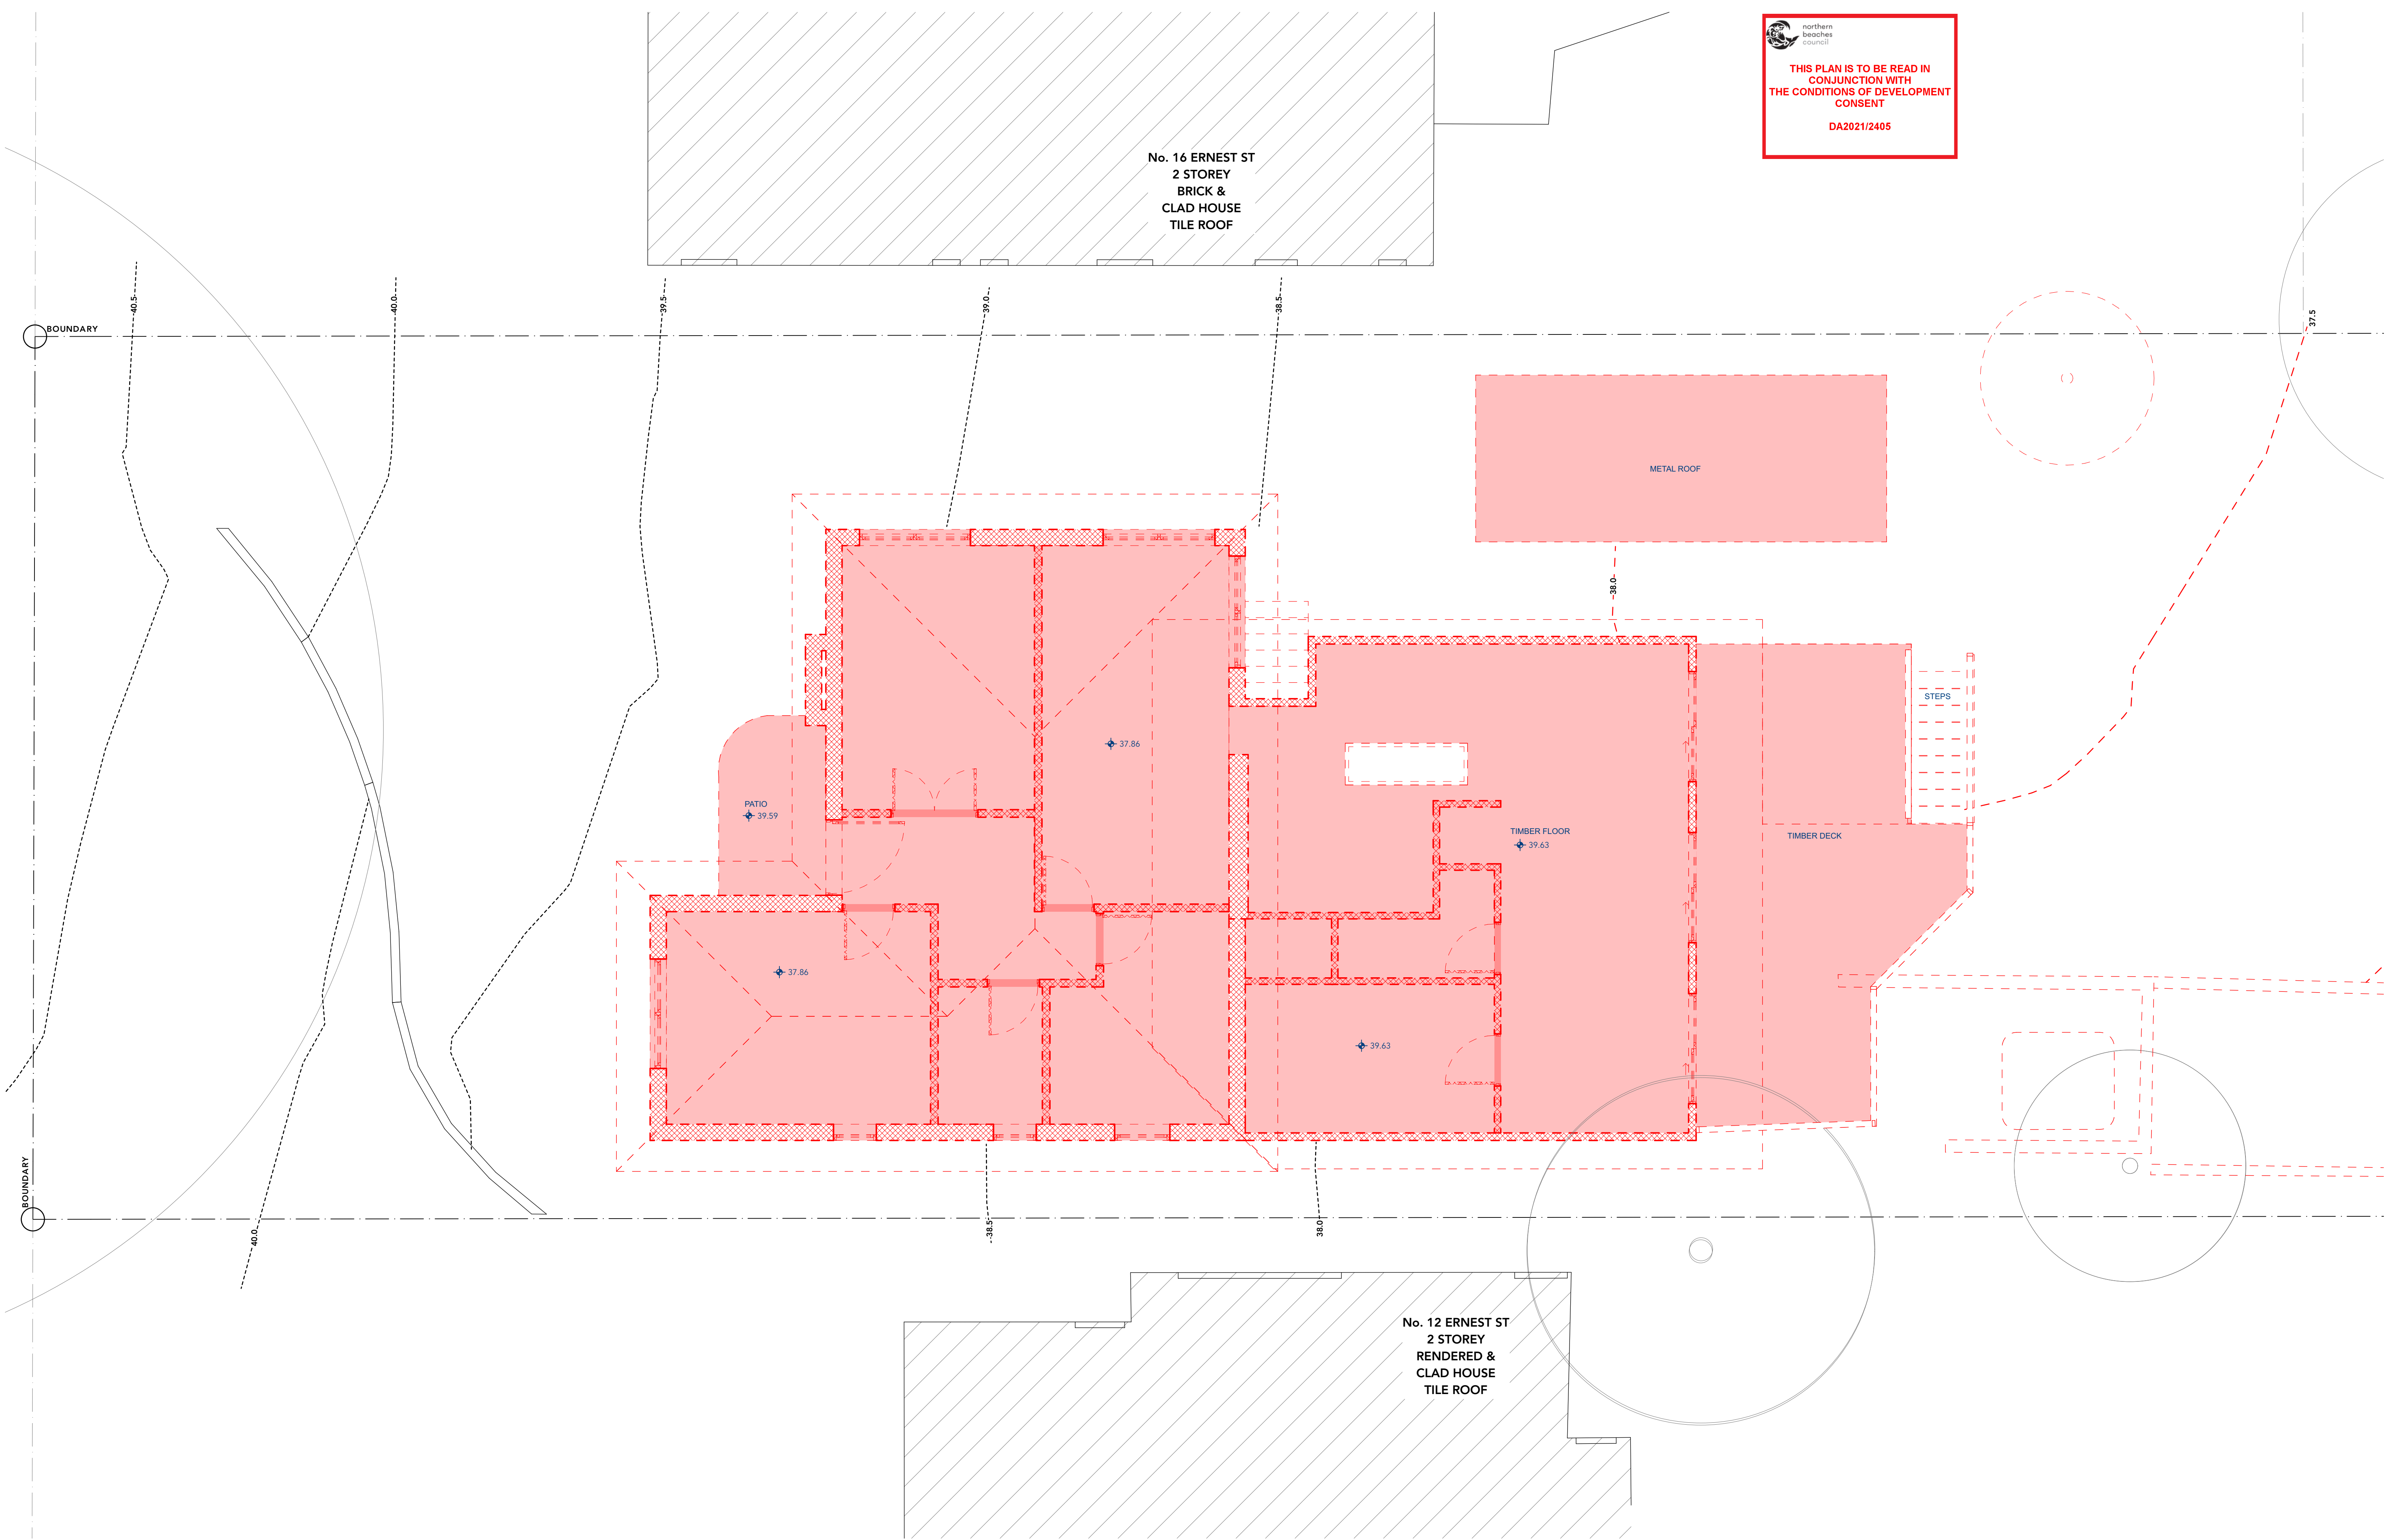 northern
beaches
council
THIS PLAN IS TO BE READ IN
CONJUNCTION WITH
THE CONDITIONS OF DEVELOPMENT
CONSENT
DA2021/2405
No. 16 ERNEST ST
2 STOREY
BRICK &
CLAD HOUSE
TILE ROOF
40.5
40.0
39.5
39.0
38.5
37.5
BOUNDARY
METAL ROOF
38.0
STEPS
37.86
PATIO
39.59
TIMBER FLOOR
39.63
TIMBER DECK
37.86
39.63
BOUNDARY
40.0
38.5
38.0
No. 12 ERNEST ST
2 STOREY
RENDERED &
CLAD HOUSE
TILE ROOF